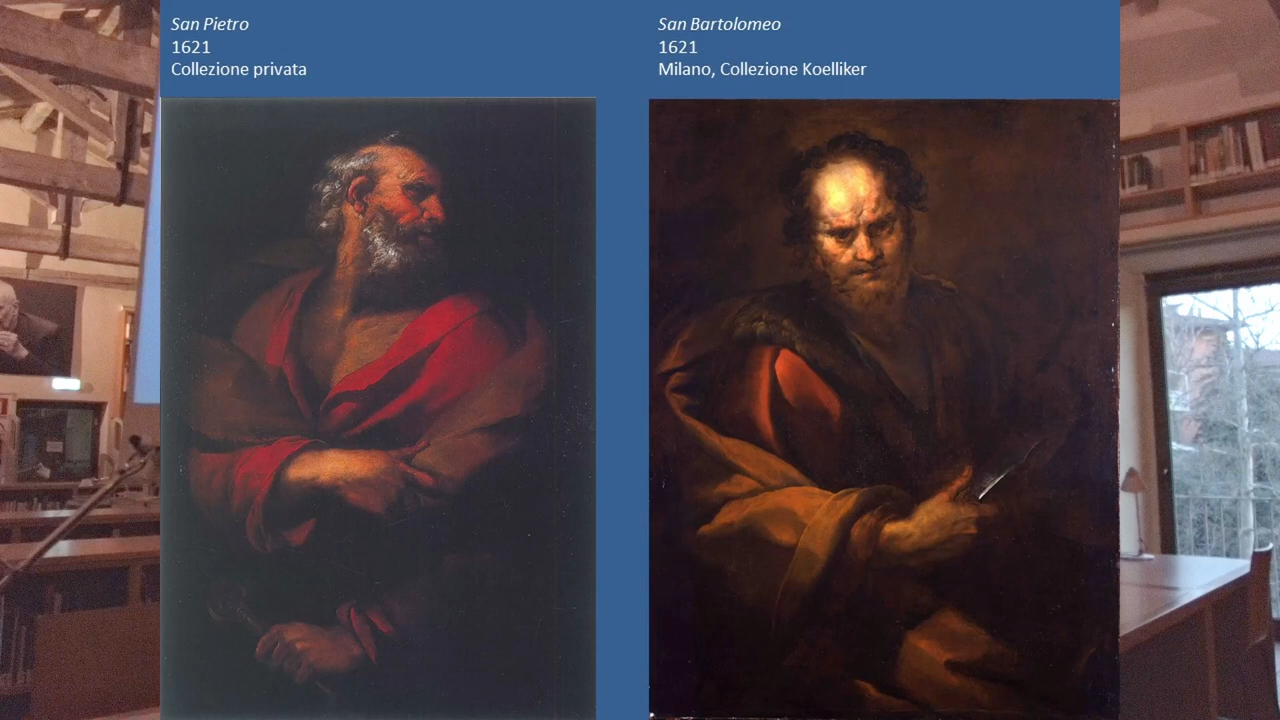 San Pietro
1621
Collezione privata
San Bartolomeo
1621
Milano, Collezione Koelliker